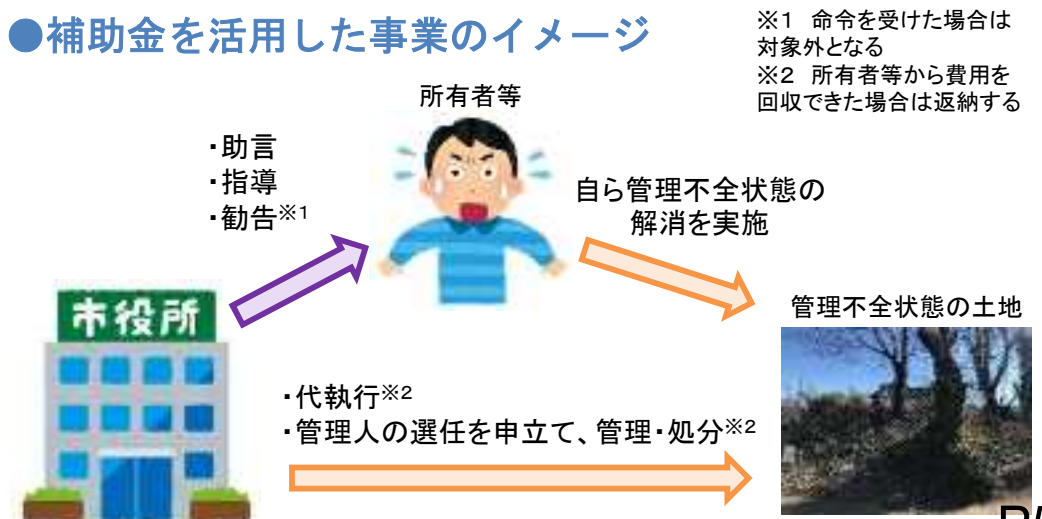 ●補助金を活用した事業のイメージ
※1 命令を受けた場合は
対象外となる
※2 所有者等から費用を
回収できた場合は返納する
所有者等
・助言
・指導
・勧告※1
自ら管理不全状態の
解消を実施
市役所
管理不全状態の土地
・代執行※2
・管理人の選任を申立て、管理・処分※2